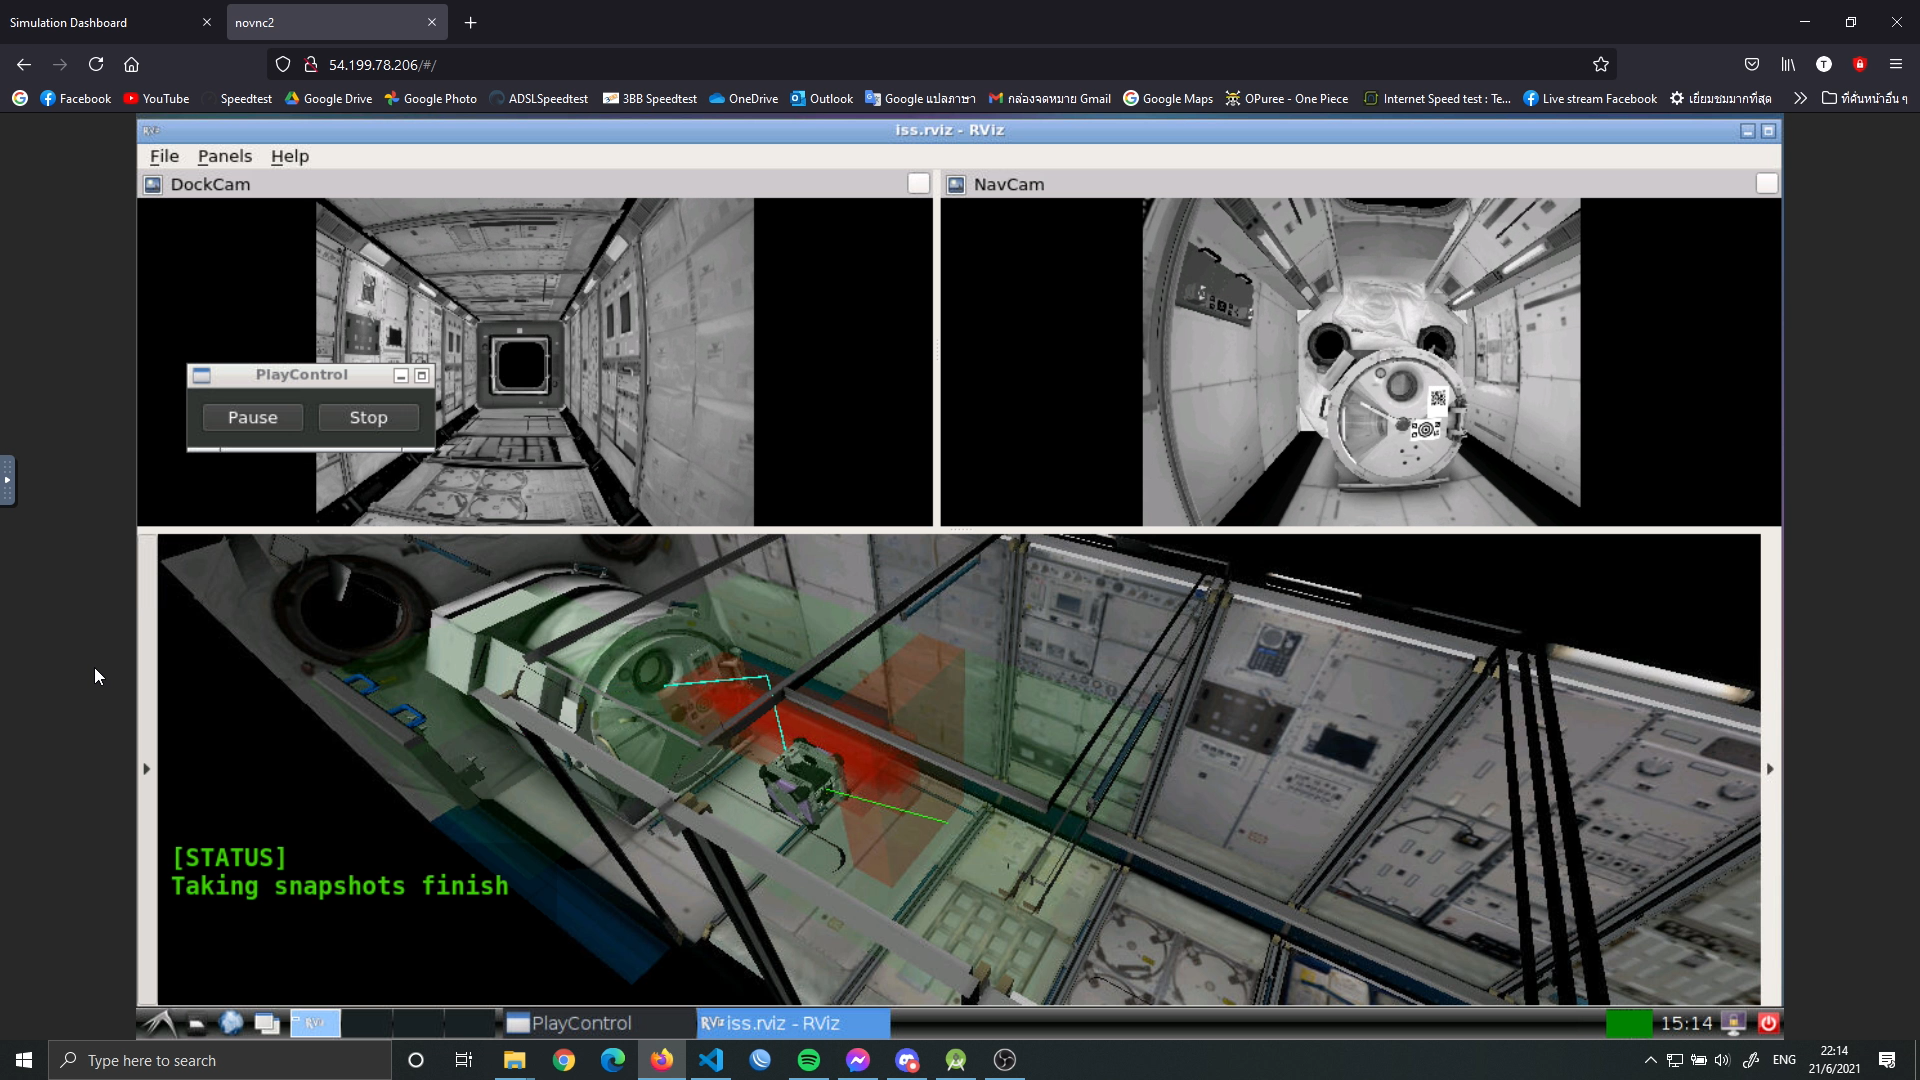 Simulation Dashboard
novnc2
54.199.78.206/#/
Facebook
YouTube
Speedtest
Google Drive
Google Photo
ADSLSpeedtest
3BB Speedtest
OneDrive
Outlook
Google แปลภาษา
กล่องจดหมาย Gmail
Google Maps
OPuree - One Piece
Internet Speed test : Te...
Live stream Facebook
เยี่ยมชมมากที่สุด
ที่คั่นหน้าอื่น ๆ
iss.rviz - RViz
File Panels Help
DockCam
NavCam
PlayControl
Pause Stop
[STATUS]
Taking snapshots finish
PlayControl
RViz iss.rviz - RViz
15:14
Type here to search
ENG
22:14
21/6/2021